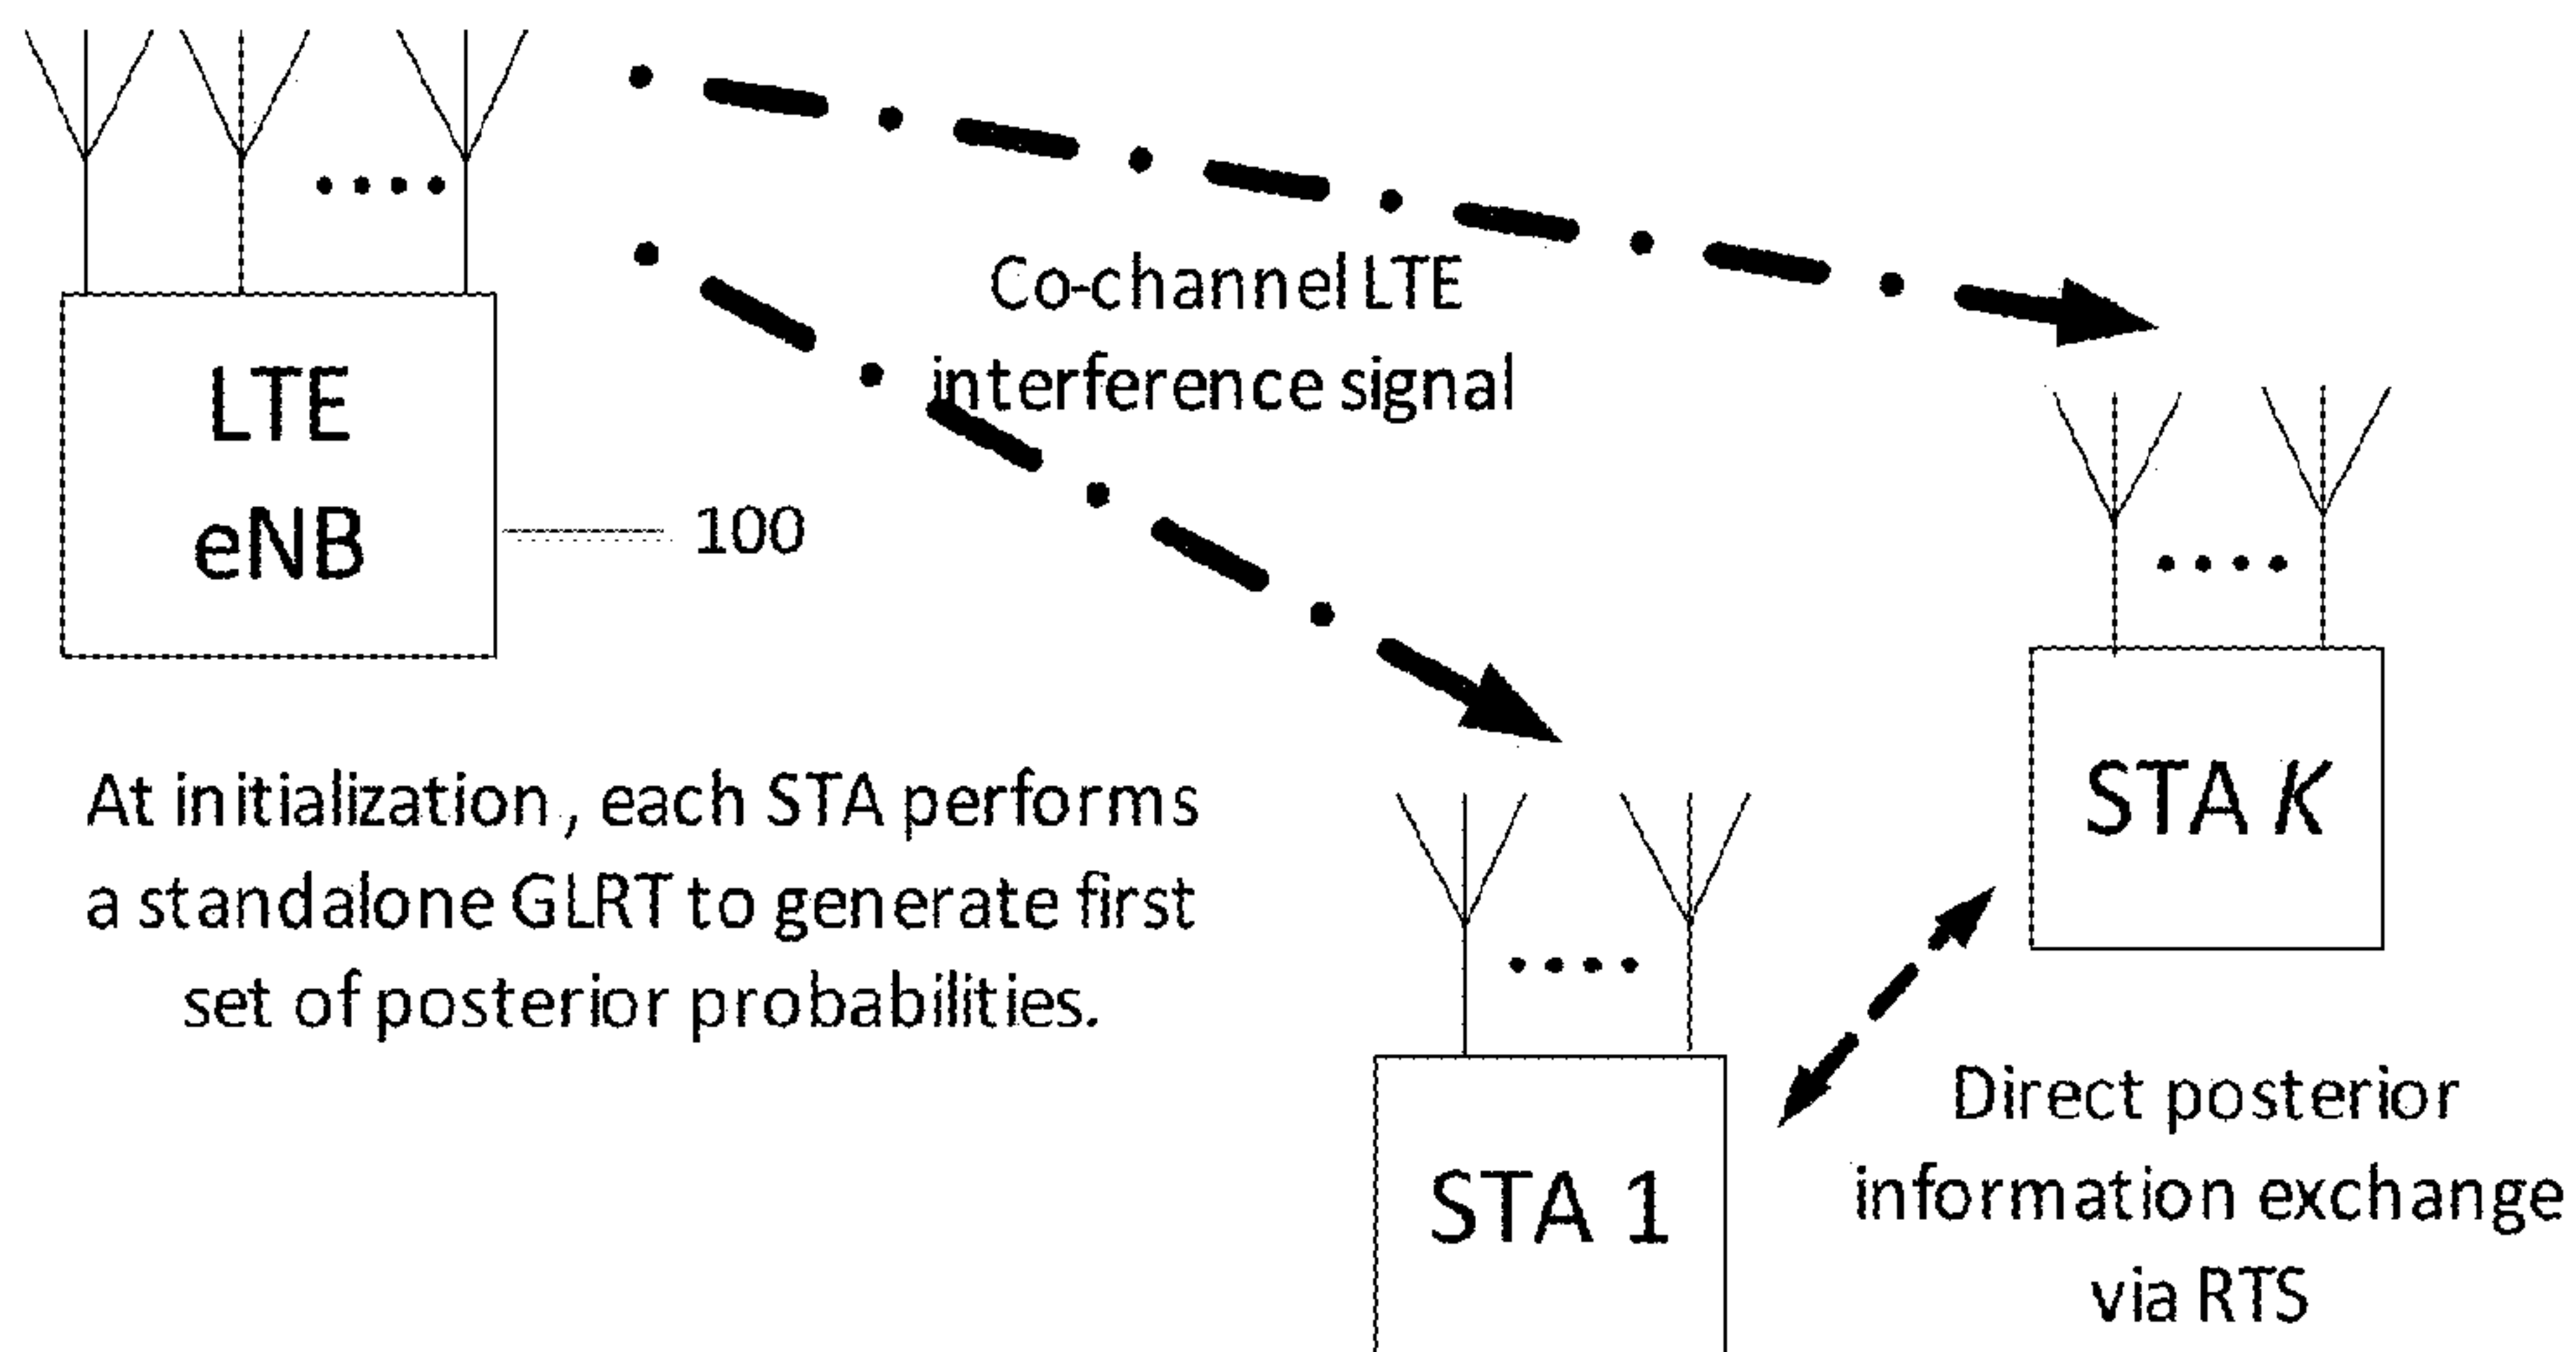 LTE
eNB
100
Co-channel LTE
interference signal
At initialization, each STA performs
a standalone GLRT to generate first
set of posterior probabilities.
STA K
STA 1
Direct posterior
information exchange
via RTS